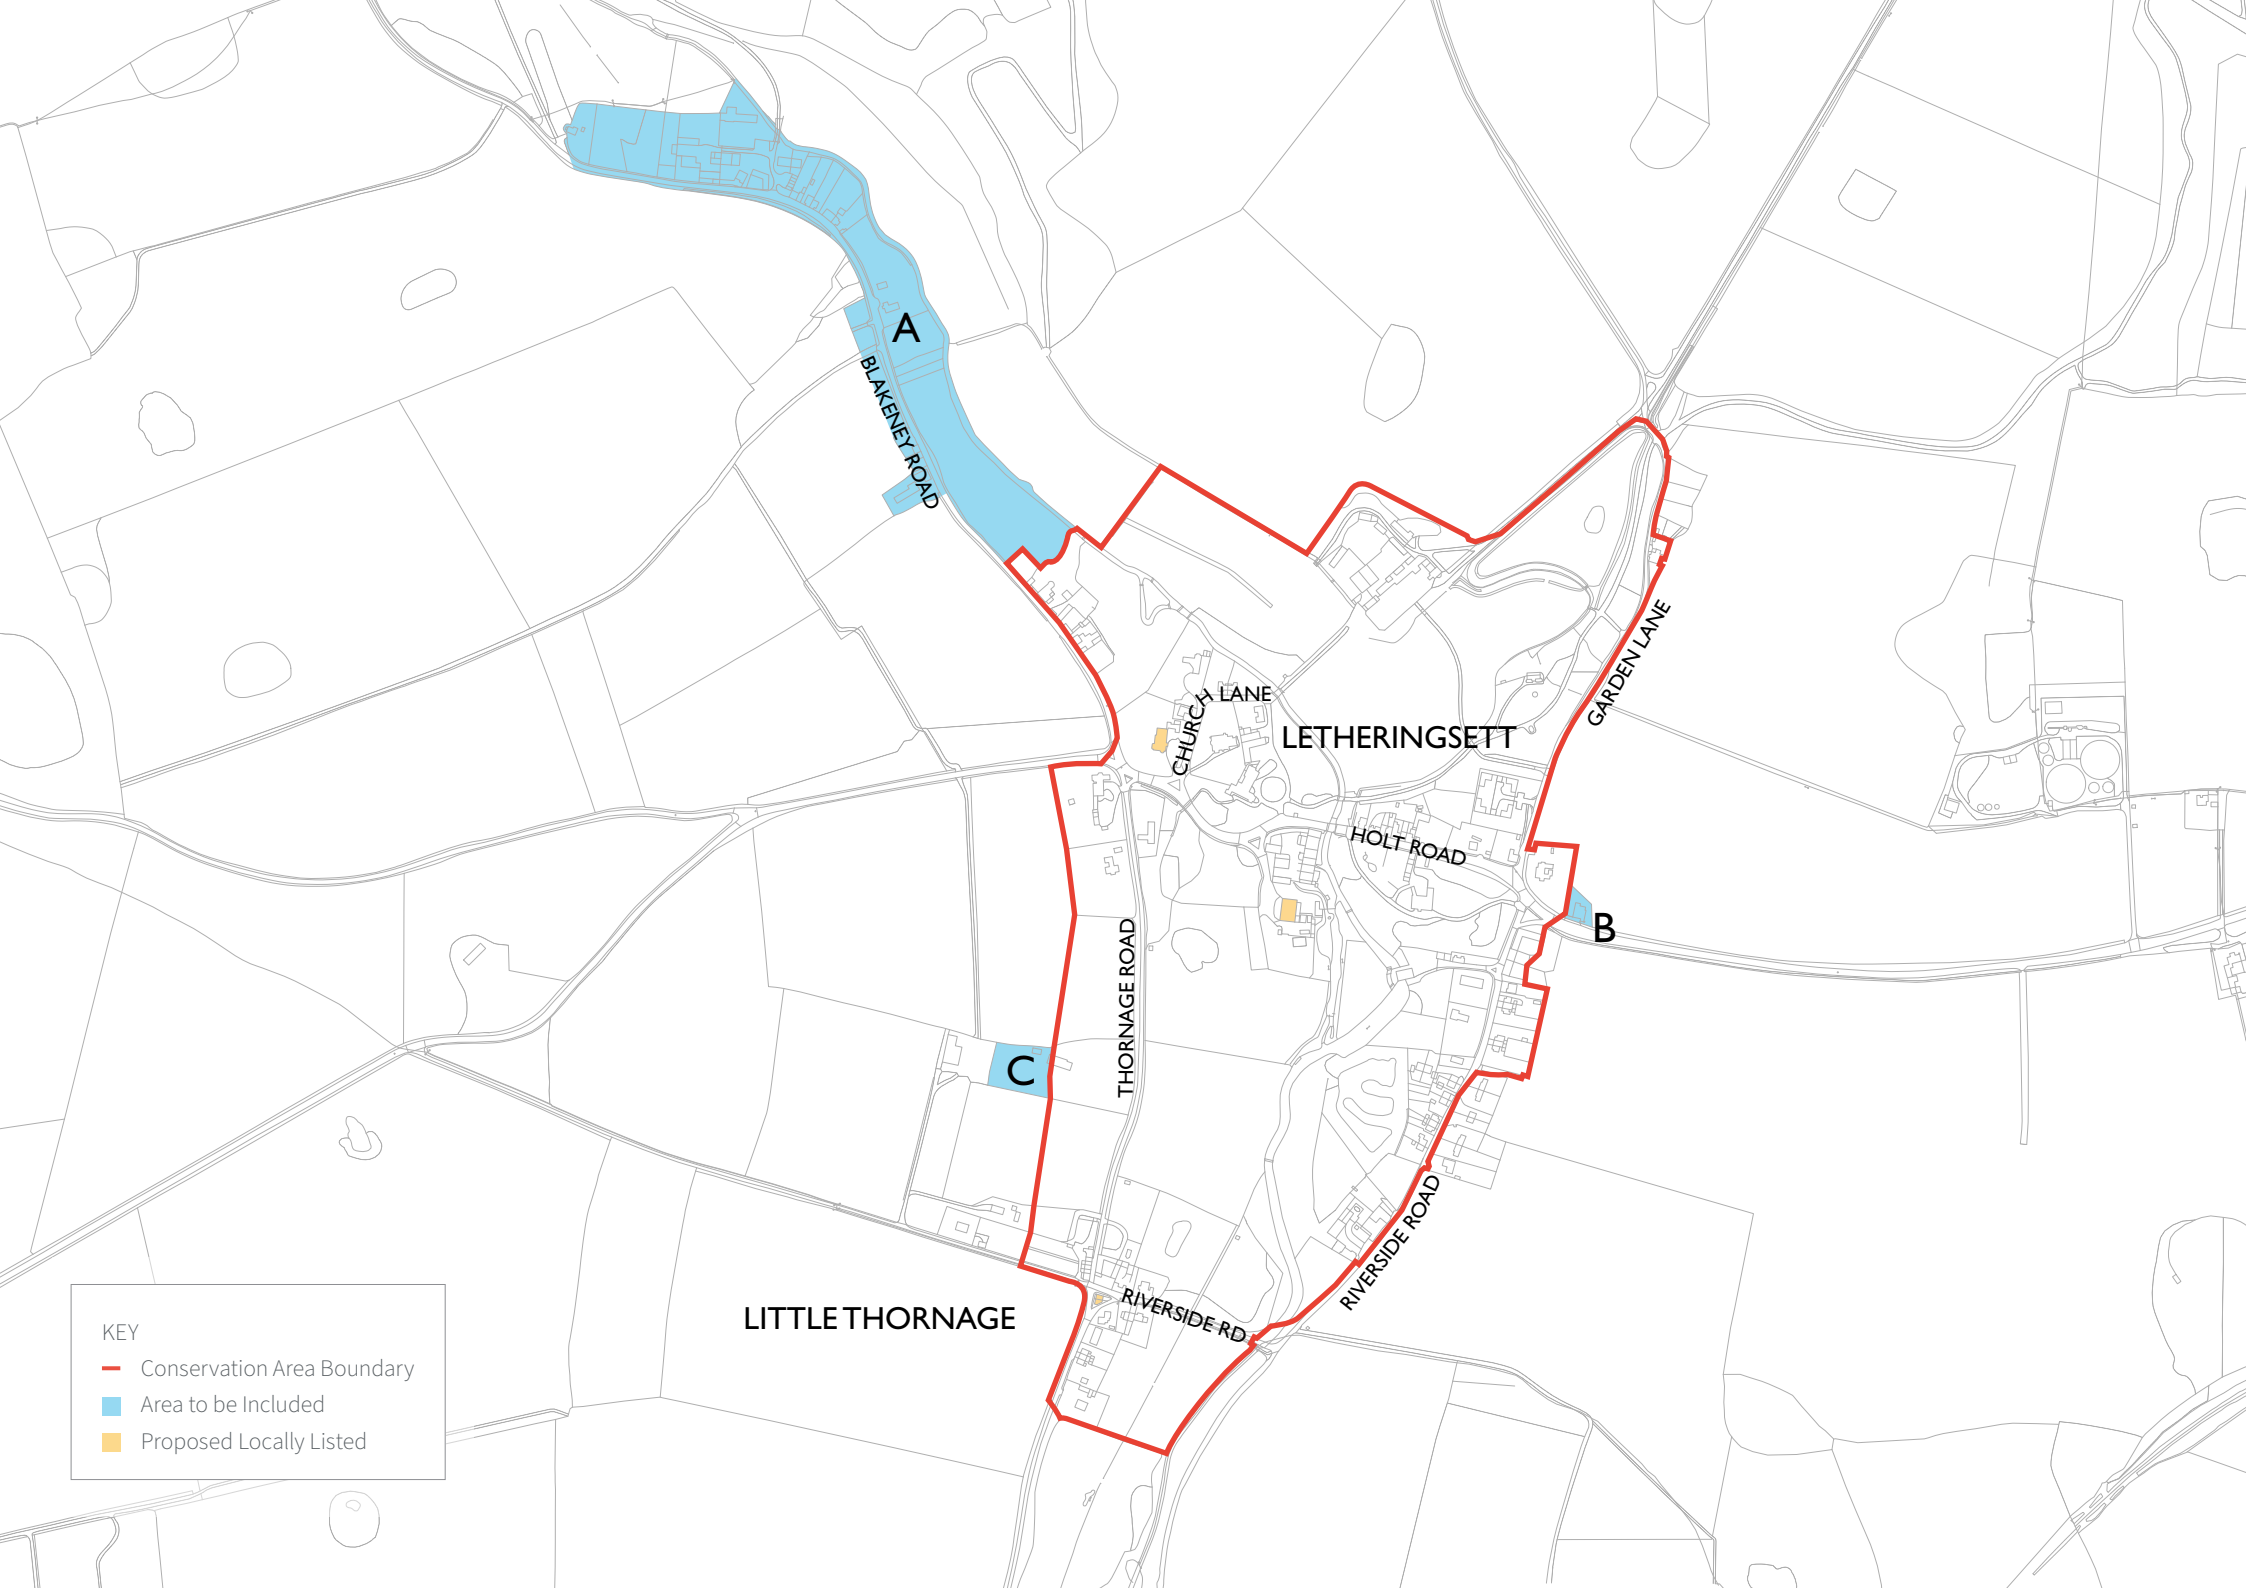 A
BLAKENEY ROAD
GARDEN LANE
CHURCH LANE
LETHERINGSETT
HOLT ROAD
B
THORNAGE ROAD
C
RIVERSIDE ROAD
RIVERSIDE RD
LITTLE THORNAGE
KEY
Conservation Area Boundary
Area to be Included
Proposed Locally Listed